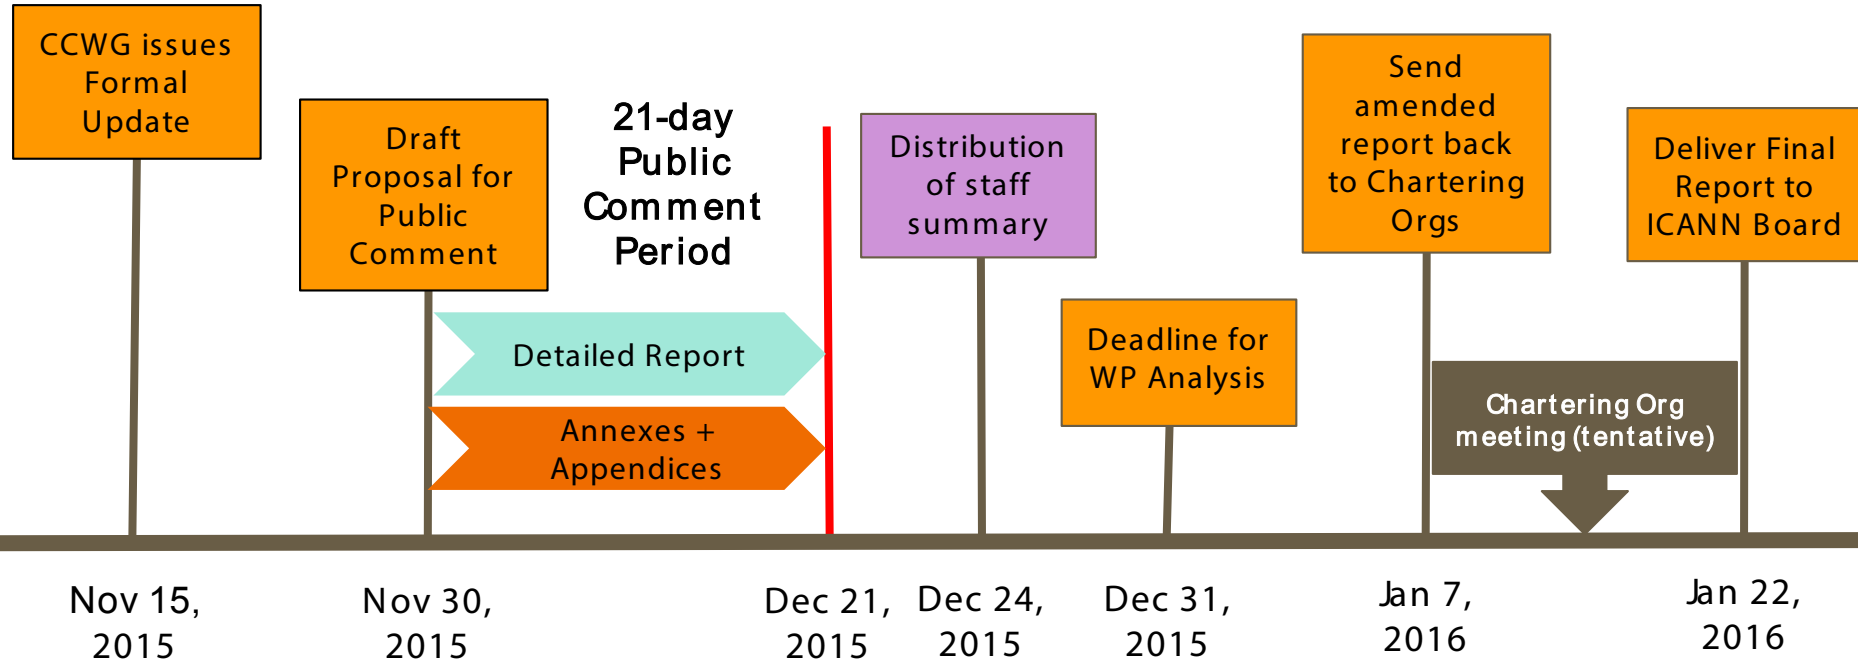 CCWG issues
Formal
Update
Draft
Proposal for
Public
Comment
21-day
Public
Comment
Period
Detailed Report
Annexes +
Appendices
Distribution
of staff
summary
Deadline for
WP Analysis
Send
amended
report back
to Chartering
Orgs
Chartering Org
meeting (tentative)
Deliver Final
Report to
ICANN Board
Nov 15,
2015
Nov 30,
2015
Dec 21,
2015
Dec 24,
2015
Dec 31,
2015
Jan 7,
2016
Jan 22,
2016